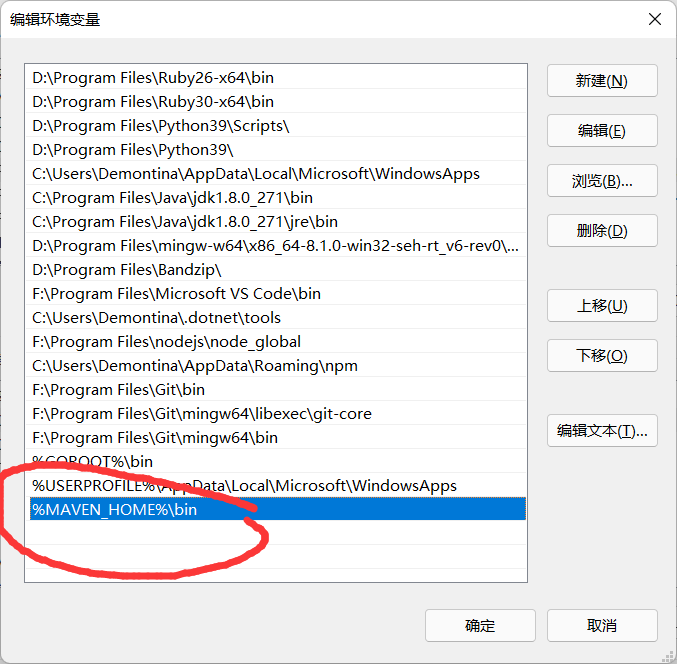 编辑环境变量
D:\Program Files\Ruby26-x64\bin
D:\Program Files\Ruby30-x64\bin
D:\Program Files\Python39\Scripts\
D:\Program Files\Python39\
C:\Users\Demontina\AppData\Local\Microsoft\WindowsApps
C:\Program Files\Java\jdk1.8.0_271\bin
C:\Program Files\Java\jdk1.8.0_271\jre\bin
D:\Program Files\mingw-w64\x86_64-8.1.0-win32-seh-rt_v6-rev0\...
D:\Program Files\Bandzip\
F:\Program Files\Microsoft VS Code\bin
C:\Users\Demontina\.dotnet\tools
F:\Program Files\nodejs\node_global
C:\Users\Demontina\AppData\Roaming\npm
F:\Program Files\Git\bin
F:\Program Files\Git\mingw64\libexec\git-core
F:\Program Files\Git\mingw64\bin
%GOROOT%\bin
%USERPROFILE%\AppData\Local\Microsoft\WindowsApps
%MAVEN_HOME%\bin
新建(N)
编辑(E)
浏览(B)...
删除(D)
上移(U)
下移(O)
编辑文本(T)...
确定
取消